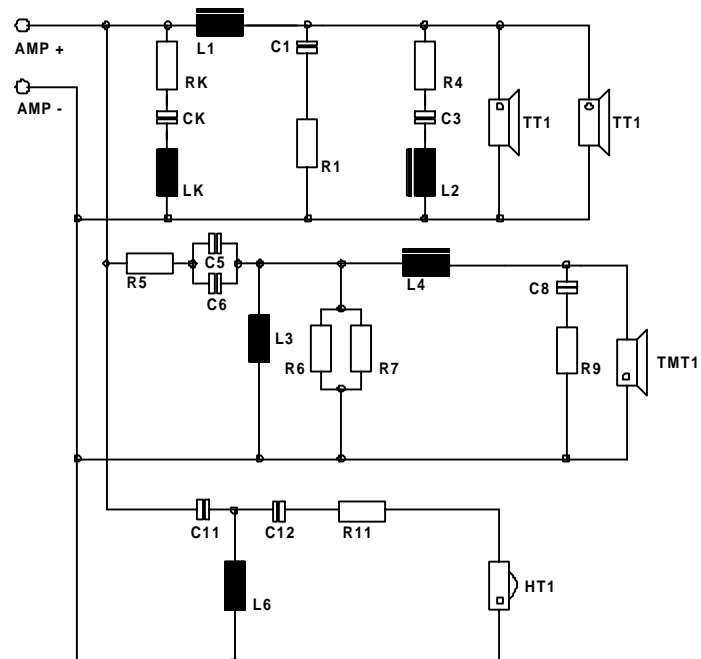 AMP +
L1
C1
RK
R4
AMP -
CK
C3
TT1
TT1
R1
LK
L2
C5
R5
C6
L4
C8
L3
R6
R7
R9
TMT1
C11
C12
R11
HT1
L6